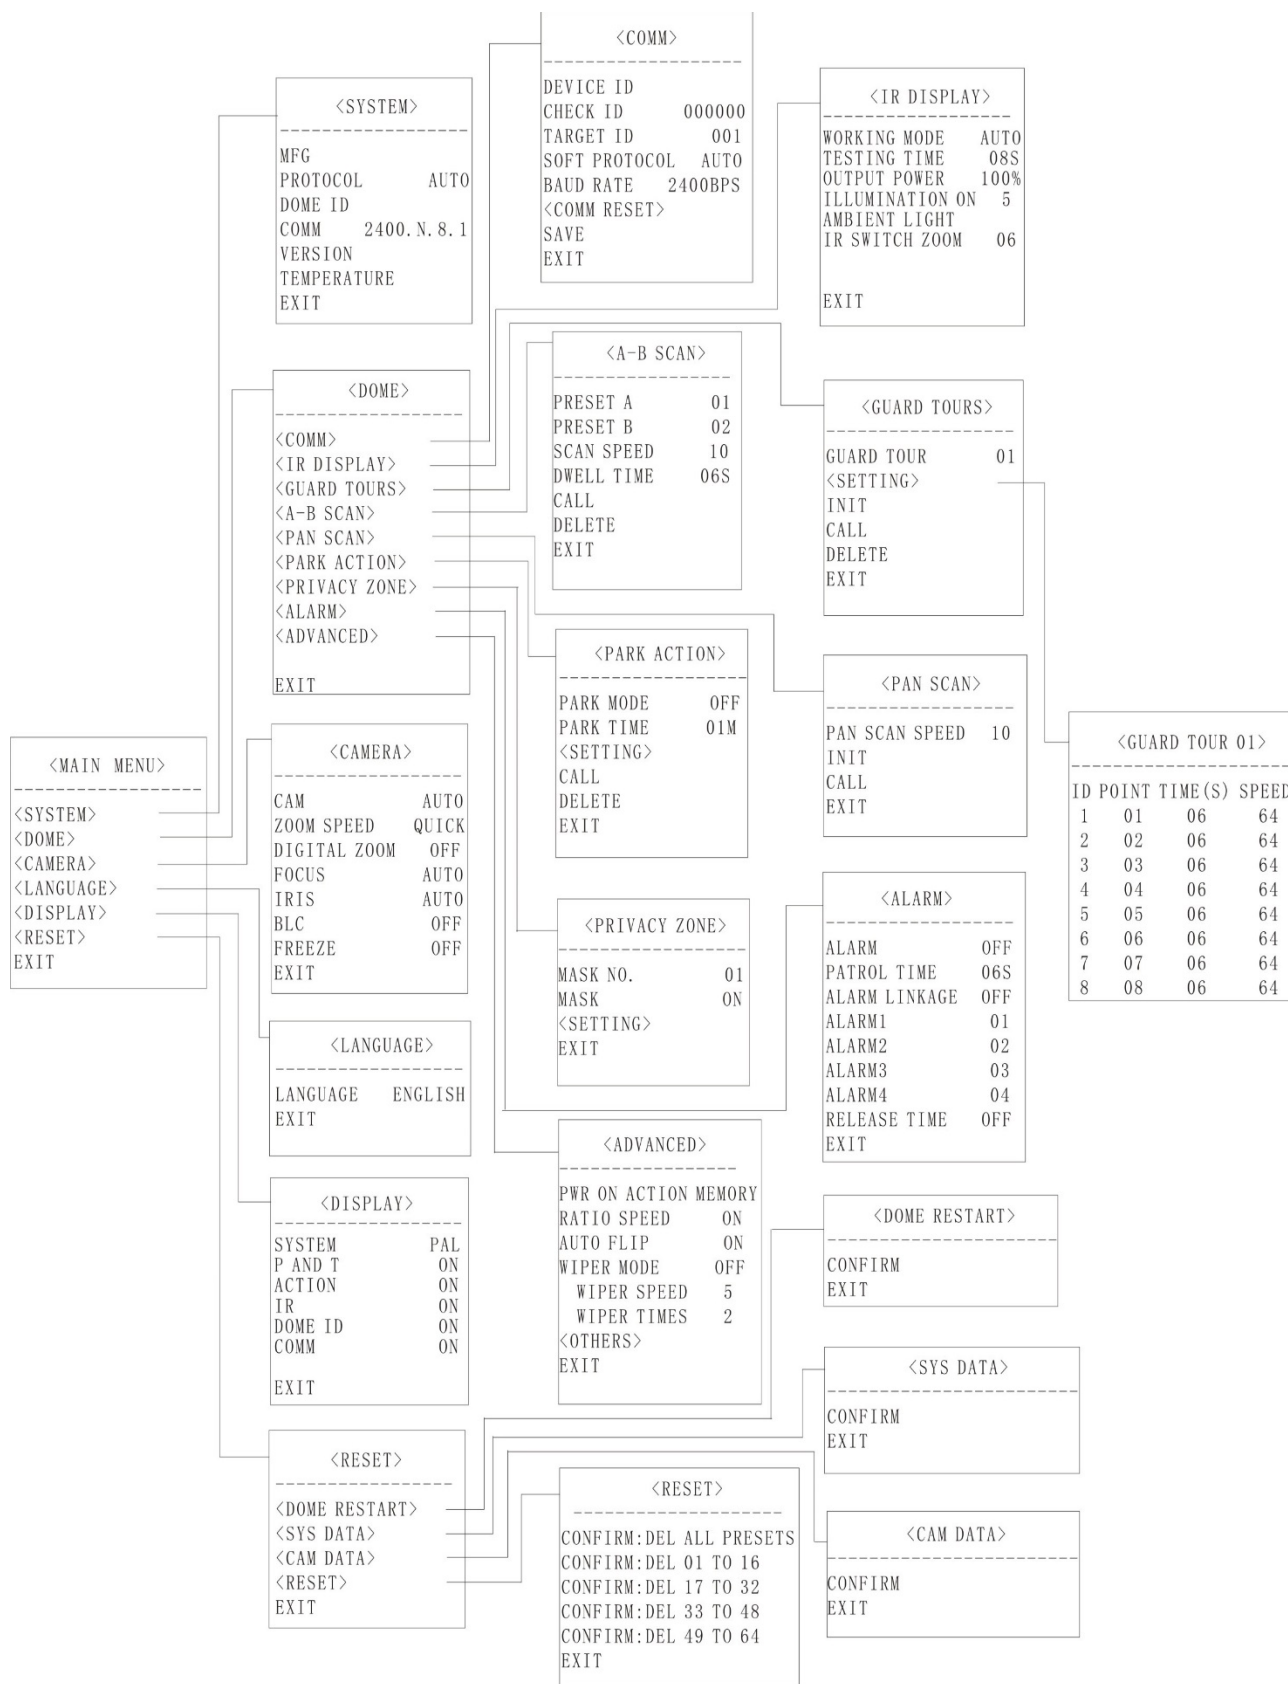 <MAIN MENU>
<SYSTEM>
<DOME>
<CAMERA>
<LANGUAGE>
<DISPLAY>
<RESET>
EXIT
<SYSTEM>
MFG
PROTOCOL AUTO
DOME ID
COMM 2400.N.8.1
VERSION
TEMPERATURE
EXIT
<DOME>
<COMM>
<IR DISPLAY>
<GUARD TOURS>
<A-B SCAN>
<PAN SCAN>
<PARK ACTION>
<PRIVACY ZONE>
<ALARM>
<ADVANCED>
EXIT
<CAMERA>
CAM AUTO
ZOOM SPEED QUICK
DIGITAL ZOOM OFF
FOCUS AUTO
IRIS AUTO
BLC OFF
FREEZE OFF
EXIT
<LANGUAGE>
LANGUAGE ENGLISH
EXIT
<DISPLAY>
SYSTEM PAL
P AND T ON
ACTION ON
IR ON
DOME ID ON
COMM ON
EXIT
<RESET>
<DOME RESTART>
<SYS DATA>
<CAM DATA>
<RESET>
EXIT
<COMM>
DEVICE ID
CHECK ID 000000
TARGET ID 001
SOFT PROTOCOL AUTO
BAUD RATE 2400BPS
<COMM RESET>
SAVE
EXIT
<A-B SCAN>
PRESET A 01
PRESET B 02
SCAN SPEED 10
DWELL TIME 06S
CALL
DELETE
EXIT
<PARK ACTION>
PARK MODE OFF
PARK TIME 01M
<SETTING>
CALL
DELETE
EXIT
<PRIVACY ZONE>
MASK NO. 01
MASK ON
<SETTING>
EXIT
<ADVANCED>
PWR ON ACTION MEMORY
RATIO SPEED ON
AUTO FLIP ON
WIPER MODE OFF
WIPER SPEED 5
WIPER TIMES 2
<OTHERS>
EXIT
<RESET>
CONFIRM:DEL ALL PRESETS
CONFIRM:DEL 01 TO 16
CONFIRM:DEL 17 TO 32
CONFIRM:DEL 33 TO 48
CONFIRM:DEL 49 TO 64
EXIT
<IR DISPLAY>
WORKING MODE AUTO
TESTING TIME 08S
OUTPUT POWER 100%
ILLUMINATION ON 5
AMBIENT LIGHT
IR SWITCH ZOOM 06
EXIT
<GUARD TOURS>
GUARD TOUR 01
<SETTING>
INIT
CALL
DELETE
EXIT
<PAN SCAN>
PAN SCAN SPEED 10
INIT
CALL
EXIT
<ALARM>
ALARM OFF
PATROL TIME 06S
ALARM LINKAGE OFF
ALARM1 01
ALARM2 02
ALARM3 03
ALARM4 04
RELEASE TIME OFF
EXIT
<DOME RESTART>
CONFIRM
EXIT
<SYS DATA>
CONFIRM
EXIT
<CAM DATA>
CONFIRM
EXIT
<GUARD TOUR 01>
ID POINT TIME(S) SPEED
1 01 06 64
2 02 06 64
3 03 06 64
4 04 06 64
5 05 06 64
6 06 06 64
7 07 06 64
8 08 06 64